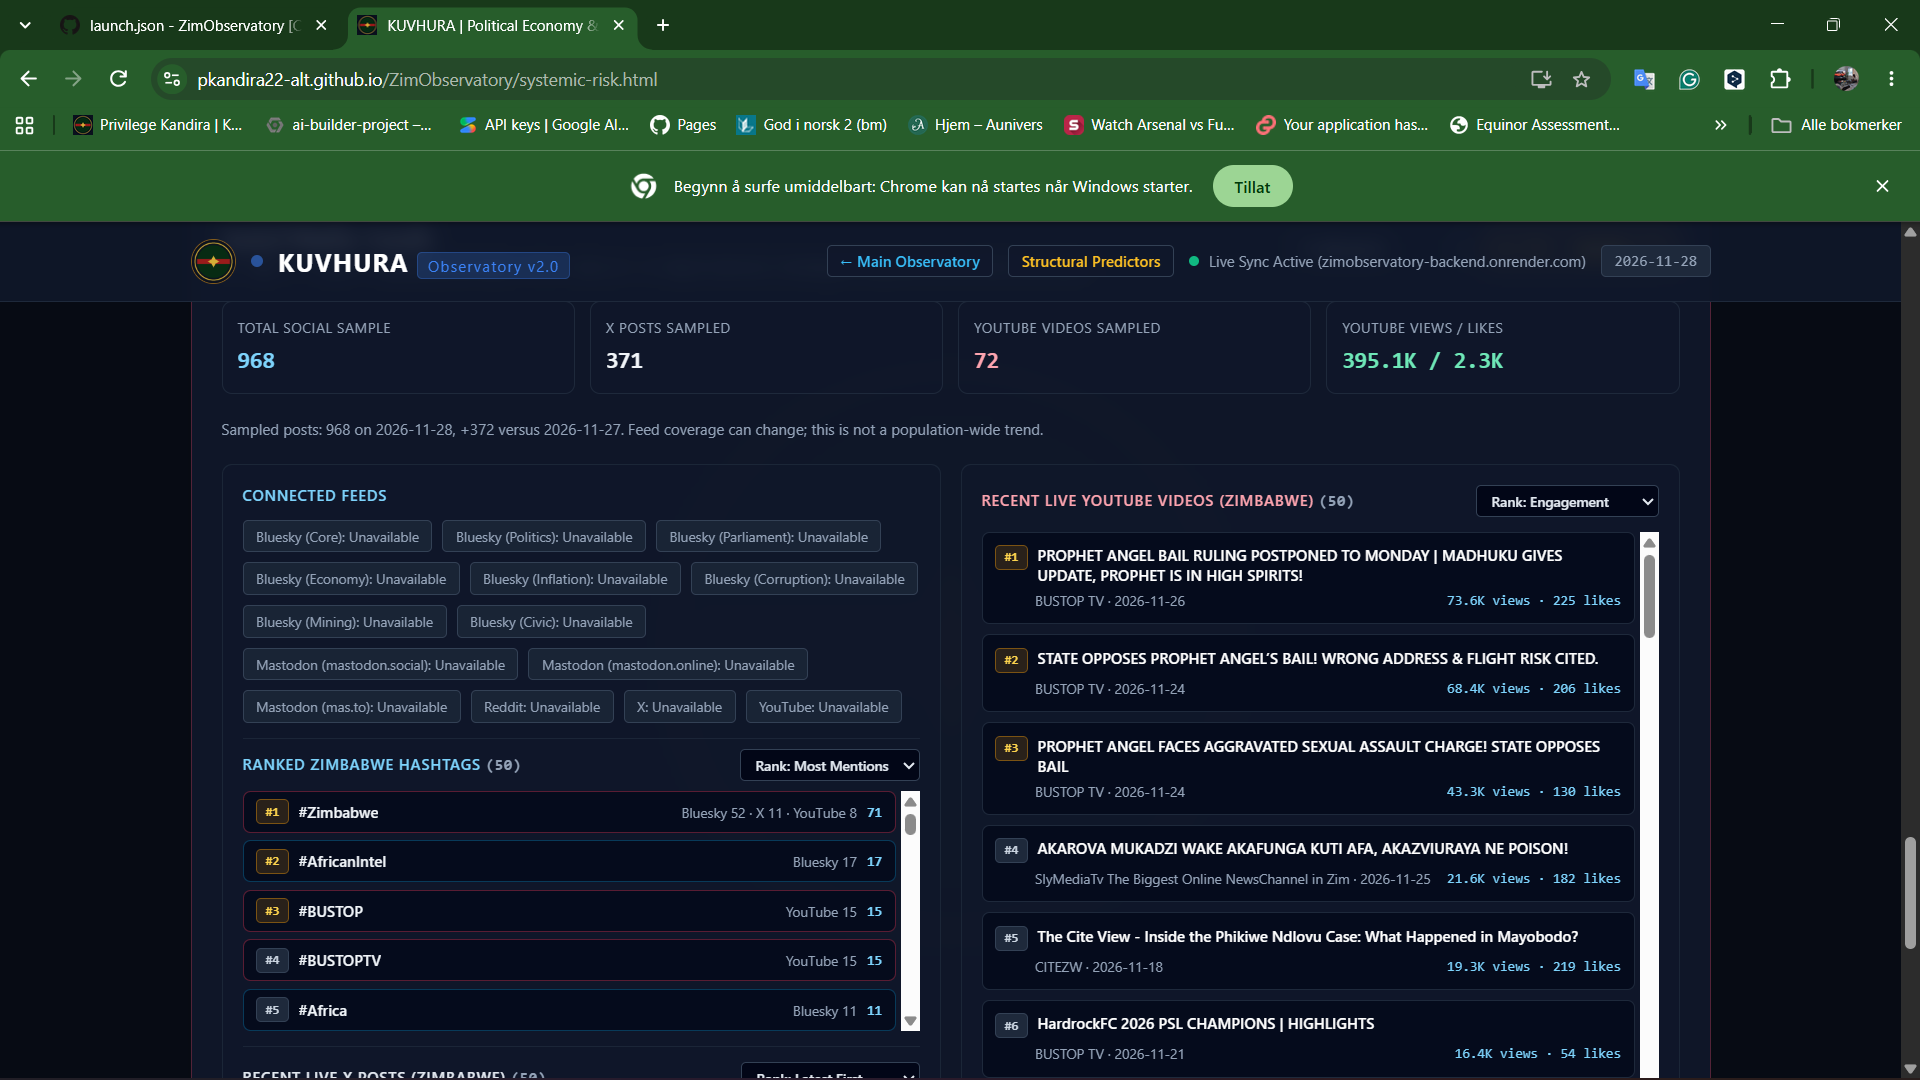 launch.json - ZimObservatory [C
KUVHURA | Political Economy &
pkandira22-alt.github.io/ZimObservatory/systemic-risk.html
Privilege Kandira | K...
ai-builder-project –...
API keys | Google AI...
Pages
God i norsk 2 (bm)
Hjem – Aunivers
Watch Arsenal vs Fu...
Your application has...
Equinor Assessment...
»
Alle bokmerker
Begynn å surfe umiddelbart: Chrome kan nå startes når Windows starter.
Tillat
KUVHURA
Observatory v2.0
← Main Observatory
Structural Predictors
Live Sync Active (zimobservatory-backend.onrender.com)
2026-11-28
TOTAL SOCIAL SAMPLE
968
X POSTS SAMPLED
371
YOUTUBE VIDEOS SAMPLED
72
YOUTUBE VIEWS / LIKES
395.1K / 2.3K
Sampled posts: 968 on 2026-11-28, +372 versus 2026-11-27. Feed coverage can change; this is not a population-wide trend.
CONNECTED FEEDS
Bluesky (Core): Unavailable
Bluesky (Politics): Unavailable
Bluesky (Parliament): Unavailable
Bluesky (Economy): Unavailable
Bluesky (Inflation): Unavailable
Bluesky (Corruption): Unavailable
Bluesky (Mining): Unavailable
Bluesky (Civic): Unavailable
Mastodon (mastodon.social): Unavailable
Mastodon (mastodon.online): Unavailable
Mastodon (mas.to): Unavailable
Reddit: Unavailable
X: Unavailable
YouTube: Unavailable
RANKED ZIMBABWE HASHTAGS (50)
Rank: Most Mentions
#1 #Zimbabwe Bluesky 52 · X 11 · YouTube 8 71
#2 #AfricanIntel Bluesky 17 17
#3 #BUSTOP YouTube 15 15
#4 #BUSTOPTV YouTube 15 15
#5 #Africa Bluesky 11 11
RECENT LIVE X POSTS (ZIMBABWE) (50)
Rank: Latest First
RECENT LIVE YOUTUBE VIDEOS (ZIMBABWE) (50)
Rank: Engagement
#1 PROPHET ANGEL BAIL RULING POSTPONED TO MONDAY | MADHUKU GIVES
UPDATE, PROPHET IS IN HIGH SPIRITS!
BUSTOP TV · 2026-11-26 73.6K views · 225 likes
#2 STATE OPPOSES PROPHET ANGEL’S BAIL! WRONG ADDRESS & FLIGHT RISK CITED.
BUSTOP TV · 2026-11-24 68.4K views · 206 likes
#3 PROPHET ANGEL FACES AGGRAVATED SEXUAL ASSAULT CHARGE! STATE OPPOSES
BAIL
BUSTOP TV · 2026-11-24 43.3K views · 130 likes
#4 AKAROVA MUKADZI WAKE AKAFUNGA KUTI AFA, AKAZVIURAYA NE POISON!
SlyMediaTv The Biggest Online NewsChannel in Zim · 2026-11-25 21.6K views · 182 likes
#5 The Cite View - Inside the Phikiwe Ndlovu Case: What Happened in Mayobodo?
CITEZW · 2026-11-18 19.3K views · 219 likes
#6 HardrockFC 2026 PSL CHAMPIONS | HIGHLIGHTS
BUSTOP TV · 2026-11-21 16.4K views · 54 likes